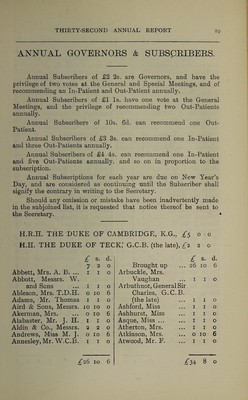 THIRTY-SECOND ANNUAL REPORT 19
ANNUAL GOVERNORS & SUBSCRIBERS.
Annual Subscribers of £2 2s. are Governors, and have the
privilege of two votes at the General and Special Meetings, and of
recommending an In-Patient and Out-Patient annually.
Annual Subscribers of £1 1s. have one vote at the General
Meetings, and the privilege of recommending two Out-Patients
annually.
Annual Subscribers of 10s. 6d. can recommend one Out-
Patient.
Annual Subscribers of £3 3s. can recommend one In-Patient
and three Out-Patients annually.
Annual Subscribers of £4 4s. can recommend one In-Patient
and five Out-Patients annually, and so on in proportion to the
subscription.
Annual Subscriptions for each year are due on New Year's
Day, and are considered as continuing until the Subscriber shall
signify the contrary in writing to the Secretary.
Should any omission or mistake have been inadvertently made
in the subjoined list, it is requested that notice thereof be sent to
the Secretary.
H.R.H. THE DUKE OF CAMBRIDGE, K.G., £5 0 0
H.H. THE DUKE OF TECK, G.C.B. (the late), £2 2 0
£ s. d.
7 2 0
Abbett, Mrs. A. B. ... 1 1 0
Abbott, Messrs. W.
and Sons ... 1 1 0
Ableson, Mrs. T.D.H. 0 10 6
Adams, Mr. Thomas 1 1 0
Aird & Sons, Messrs. 10 10 0
Akerman, Mrs. ... 0 10 6
Alabaster, Mr. J. H. 1 1 0
Aldin & Co., Messrs. 2 2 0
Andrews, Miss M. J. 0 10 6
Annesley, Mr. W.C.B. 1 1 0
£26 10 6
£ s. d.
Brought up ... 26 10 6
Arbuckle, Mrs.
Vaughan ... 1 1 0
Arbuthnot, General Sir
Charles, G.C.B.
(the late) ... 1 1 0
Ashford, Miss ... 1 1 0
Ashhurst, Miss ... 1 1 0
Asque, Miss ... ... 1 1 0
Atherton, Mrs. ... 1 1 0
Atkinson, Mrs. ... 0 10 6
Atwood, Mr. F. ... 1 1 0
£34 8 0